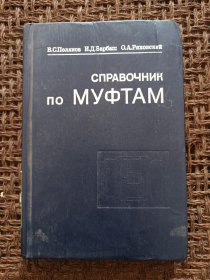 В.С.Поляков И.Д.Барбаш О.А.Ряховский
СПРАВОЧНИК
ПО МУФТАМ